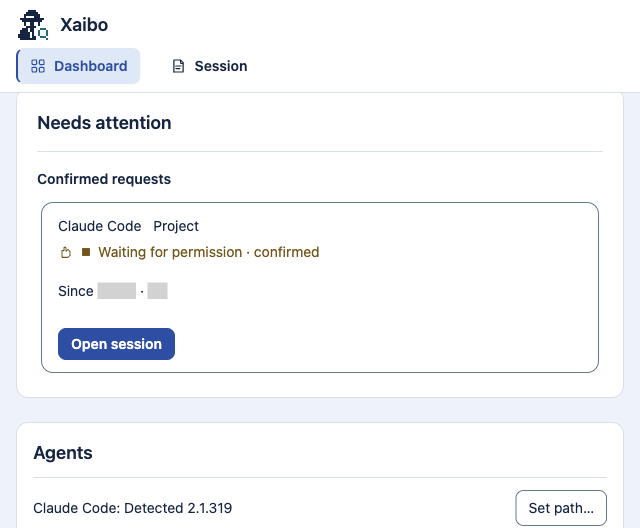 Xaibo
Dashboard
Session
Needs attention
Confirmed requests
Claude Code Project
Waiting for permission · confirmed
Since ·
Open session
Agents
Claude Code: Detected 2.1.319
Set path...